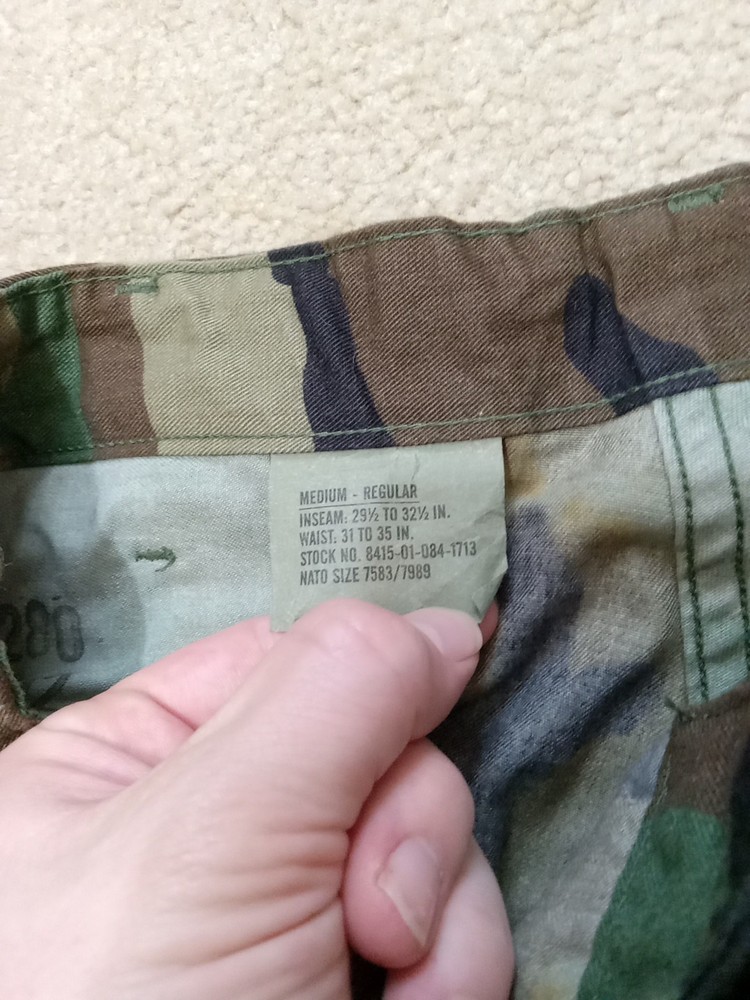 MEDIUM - REGULAR
INSEAM: 29½ TO 32½ IN.
WAIST. 31 TO 35 IN.
STOCK NO. 8415-01-084-1713
NATO SIZE 7583/7989
280